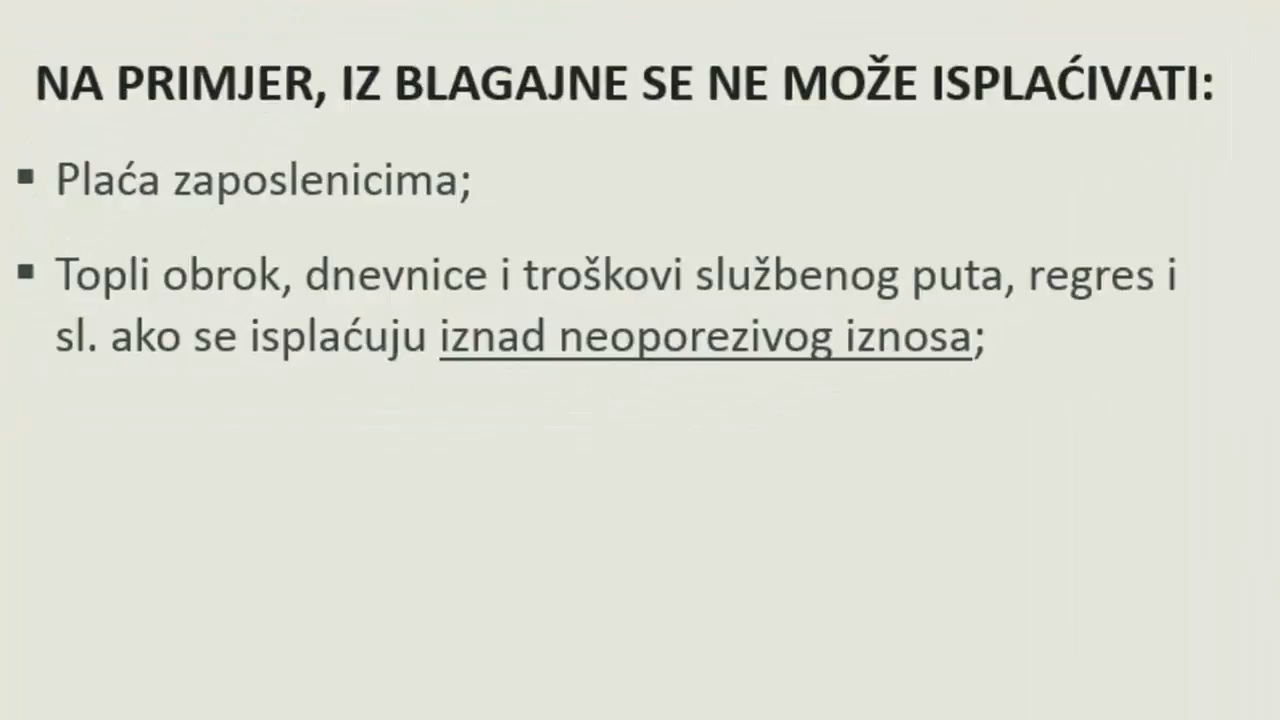 NA PRIMJER, IZ BLAGAJNE SE NE MOŽE ISPLAĆIVATI:
▪ Plaća zaposlenicima;
▪ Topli obrok, dnevnice i troškovi službenog puta, regres i
sl. ako se isplaćuju iznad neoporezivog iznosa;